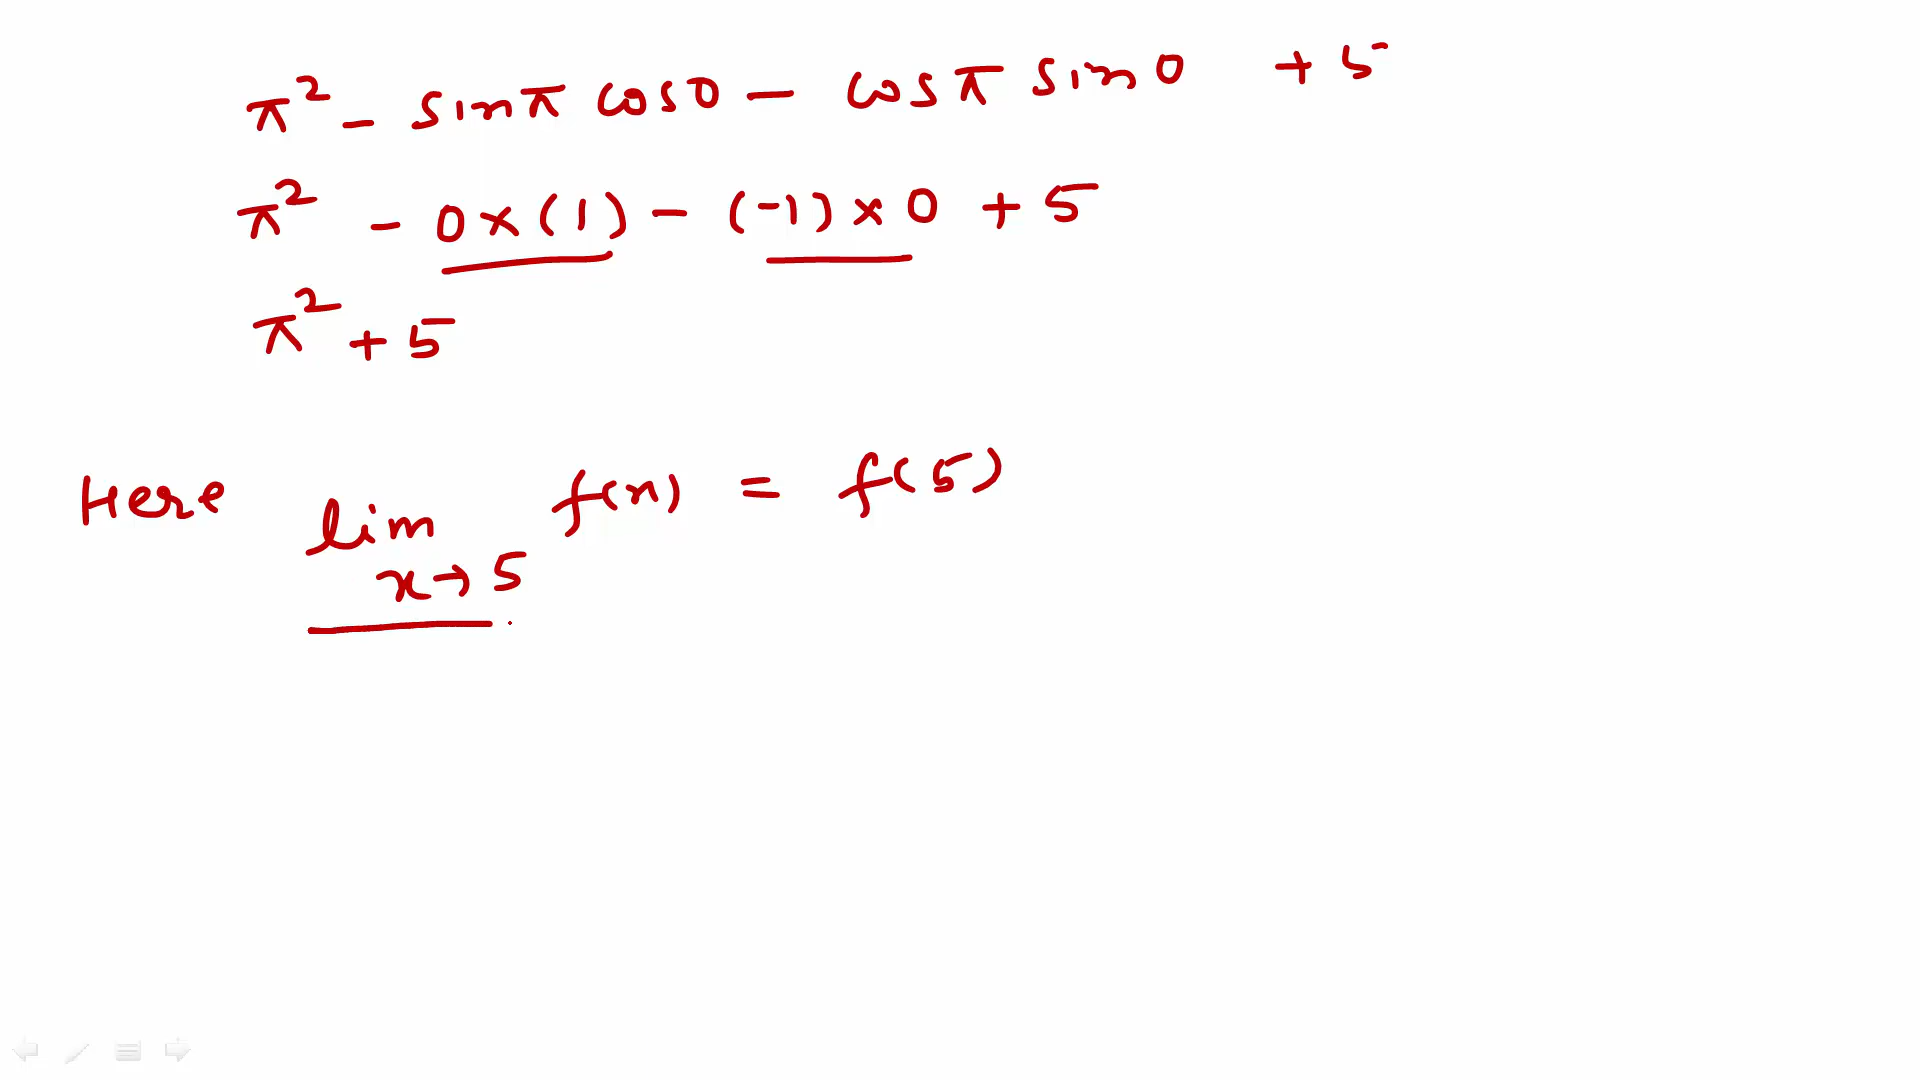 π² - sinπ cos0 - cosπ sin0 + 5
π² - 0×(1) - (-1)×0 + 5
π² + 5
Here lim f(x) = f(5)
x→5